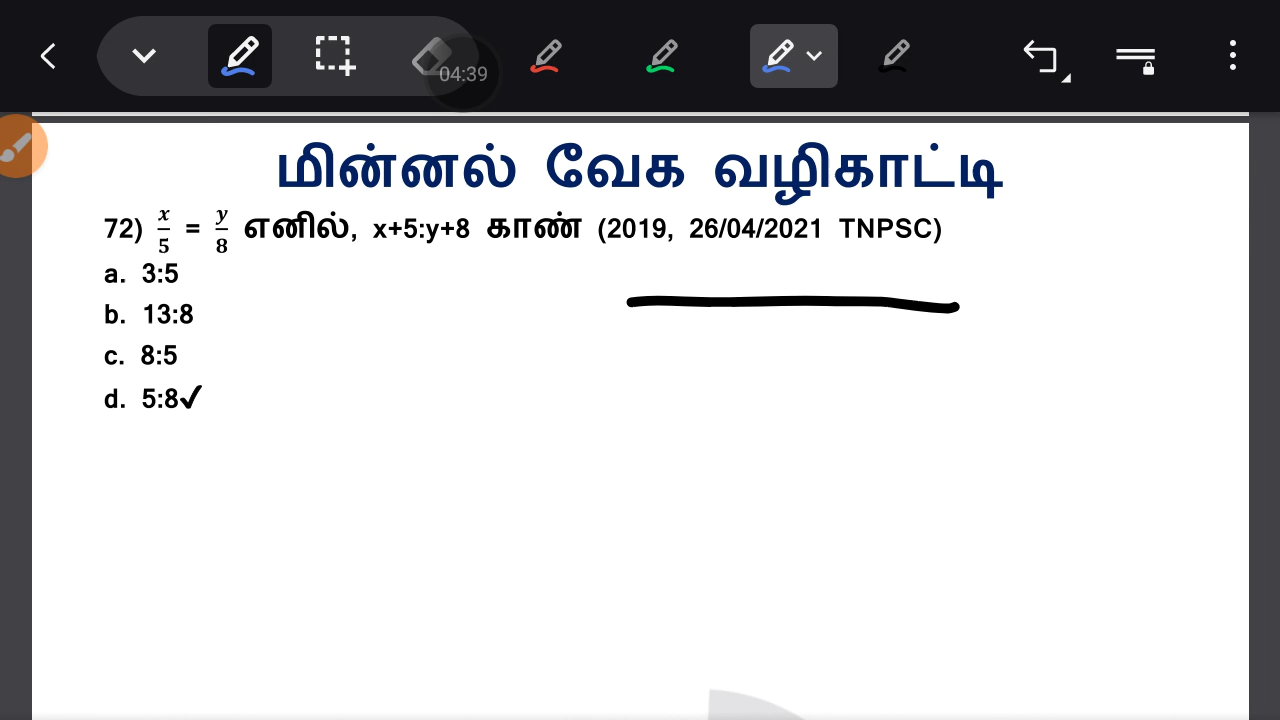 04:39
மின்னல் வேக வழிகாட்டி
72) x/5 = y/8 எனில், x+5:y+8 காண் (2019, 26/04/2021 TNPSC)
a. 3:5
b. 13:8
c. 8:5
d. 5:8✓